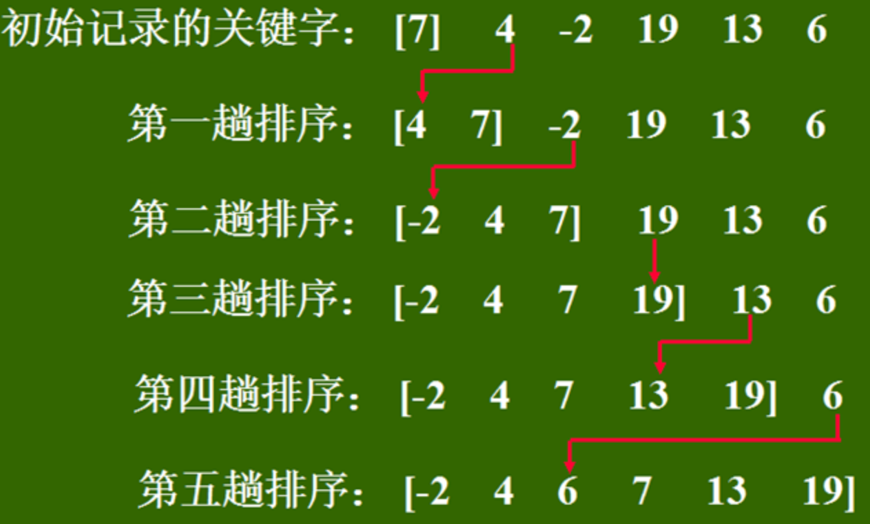 初始记录的关键字： [7] 4 -2 19 13 6
第一趟排序： [4 7] -2 19 13 6
第二趟排序： [-2 4 7] 19 13 6
第三趟排序： [-2 4 7 19] 13 6
第四趟排序： [-2 4 7 13 19] 6
第五趟排序： [-2 4 6 7 13 19]